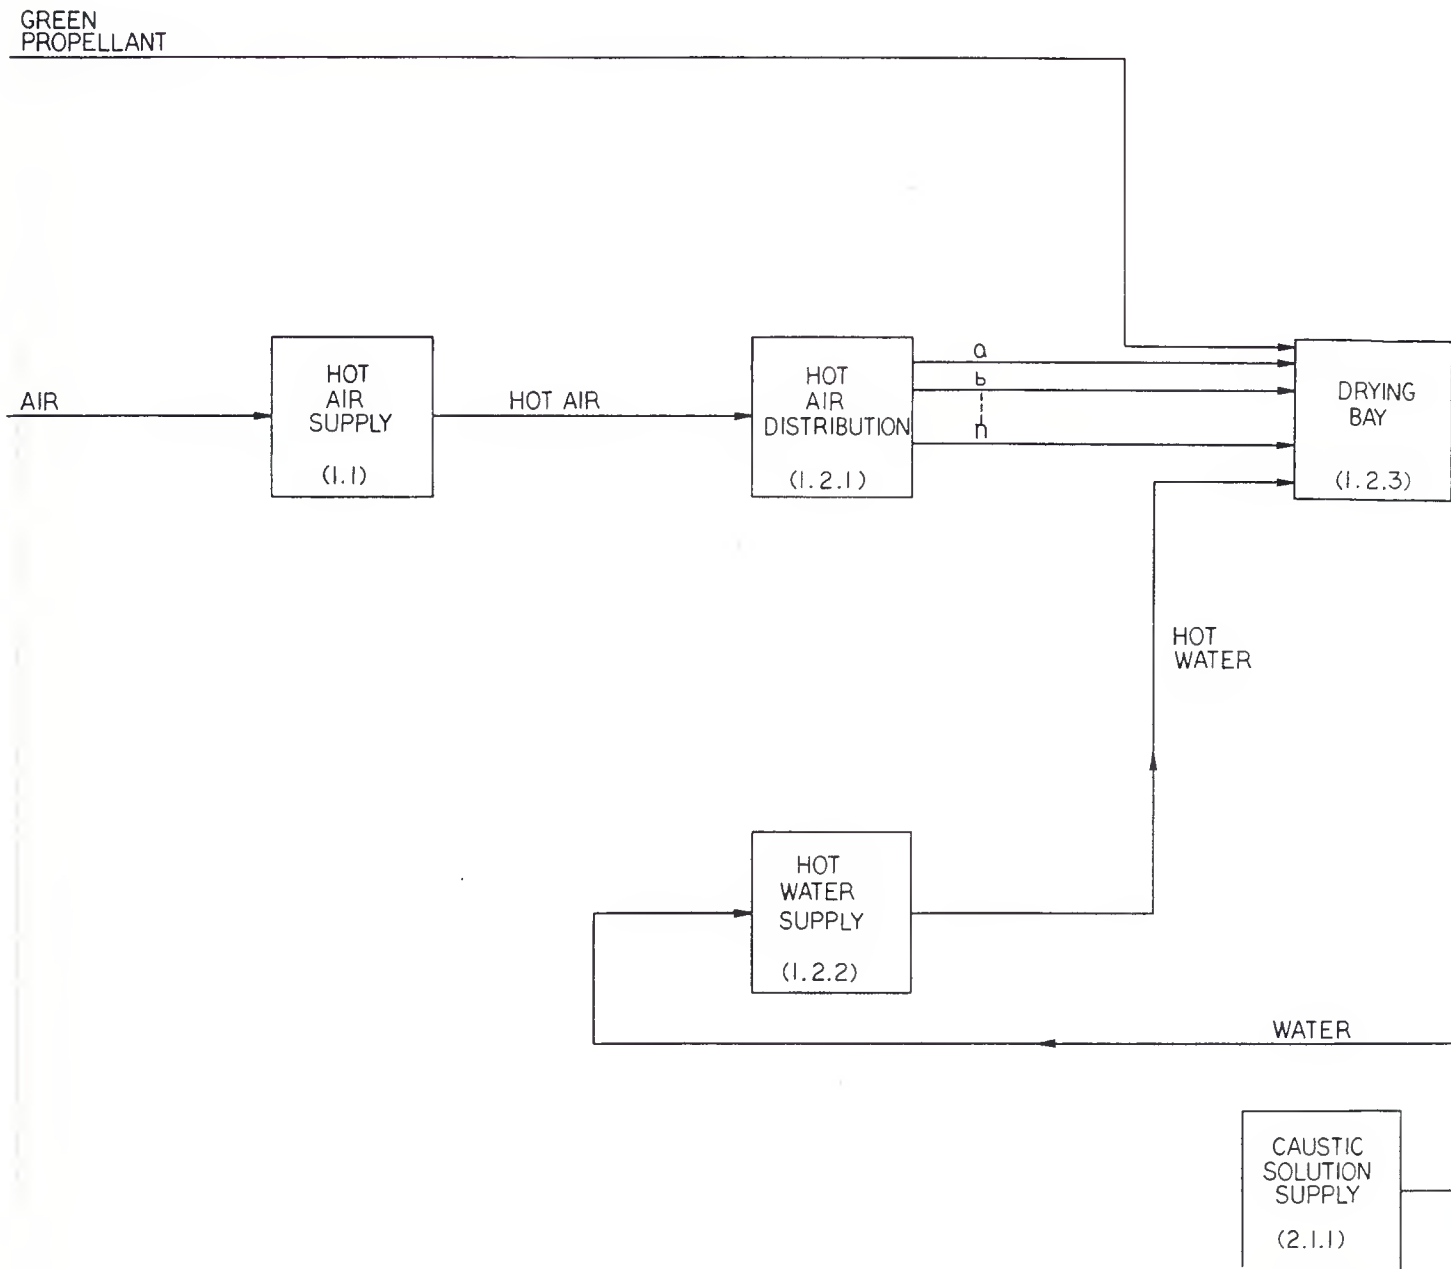 GREEN
PROPELLANT
AIR
HOT
AIR
SUPPLY
(1.1)
HOT AIR
HOT
AIR
DISTRIBUTION
(1.2.1)
a
b
n
DRYING
BAY
(1.2.3)
HOT
WATER
HOT
WATER
SUPPLY
(1.2.2)
WATER
CAUSTIC
SOLUTION
SUPPLY
(2.1.1)